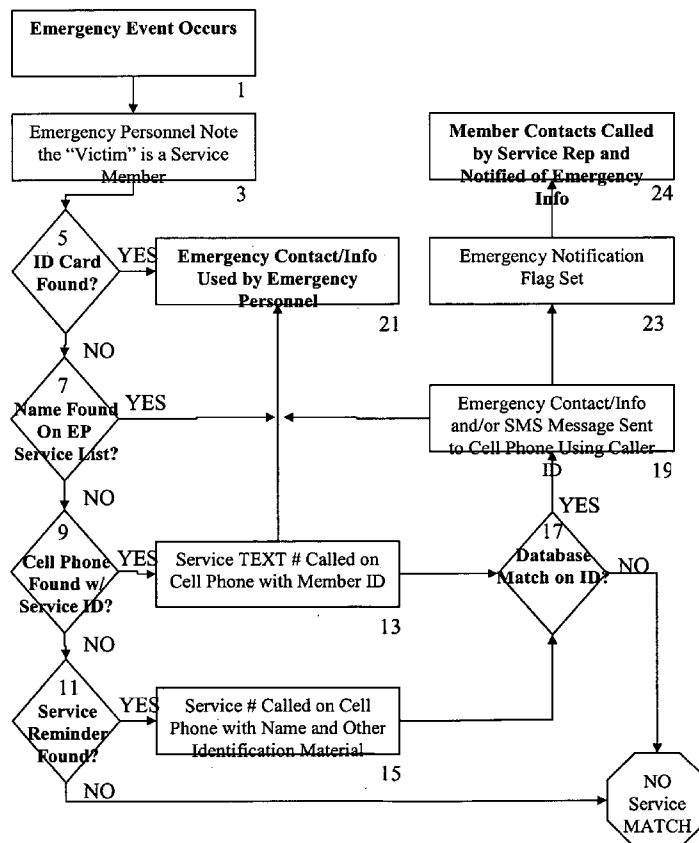 Emergency Event Occurs
1
Emergency Personnel Note
the "Victim" is a Service
Member
3
Member Contacts Called
by Service Rep and
Notified of Emergency
Info
24
5
ID Card
Found?
YES
Emergency Contact/Info
Used by Emergency
Personnel
21
Emergency Notification
Flag Set
23
NO
7
Name Found
On EP
Service List?
YES
Emergency Contact/Info
and/or SMS Message Sent
to Cell Phone Using Caller
ID
19
NO
9
Cell Phone
Found w/
Service ID?
YES
Service TEXT # Called on
Cell Phone with Member ID
13
YES
17
Database
Match on ID?
NO
NO
11
Service
Reminder
Found?
YES
Service # Called on Cell
Phone with Name and Other
Identification Material
15
NO
NO
Service
MATCH